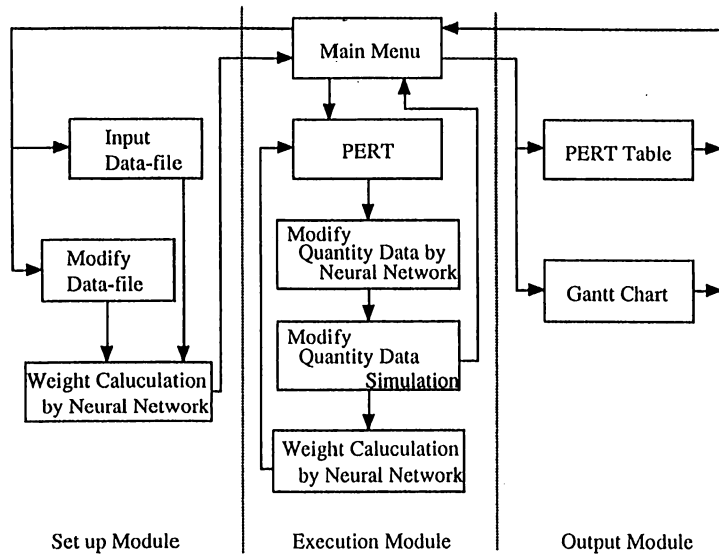 Main Menu
Input
Data-file
Modify
Data-file
Weight Caluculation
by Neural Network
PERT
Modify
Quantity Data by
Neural Network
Modify
Quantity Data
Simulation
Weight Caluculation
by Neural Network
PERT Table
Gantt Chart
Set up Module
Execution Module
Output Module